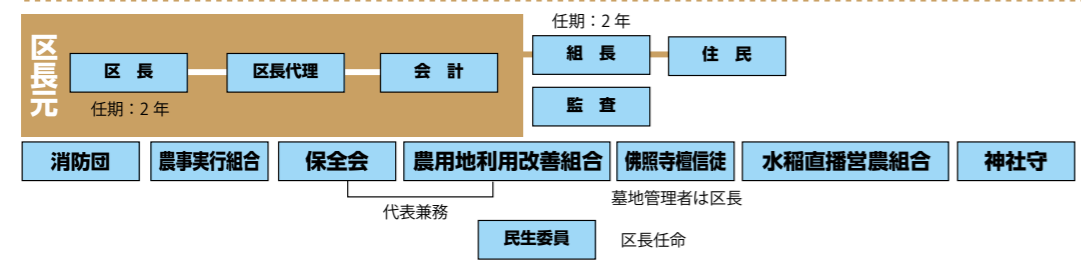 任期：2 年
区長元
区　長
区長代理
会　計
組　長
住　民
任期：2 年
監　査
消防団
農事実行組合
保全会
農用地利用改善組合
佛照寺檀信徒
水稲直播営農組合
神社守
代表兼務
墓地管理者は区長
民生委員
区長任命